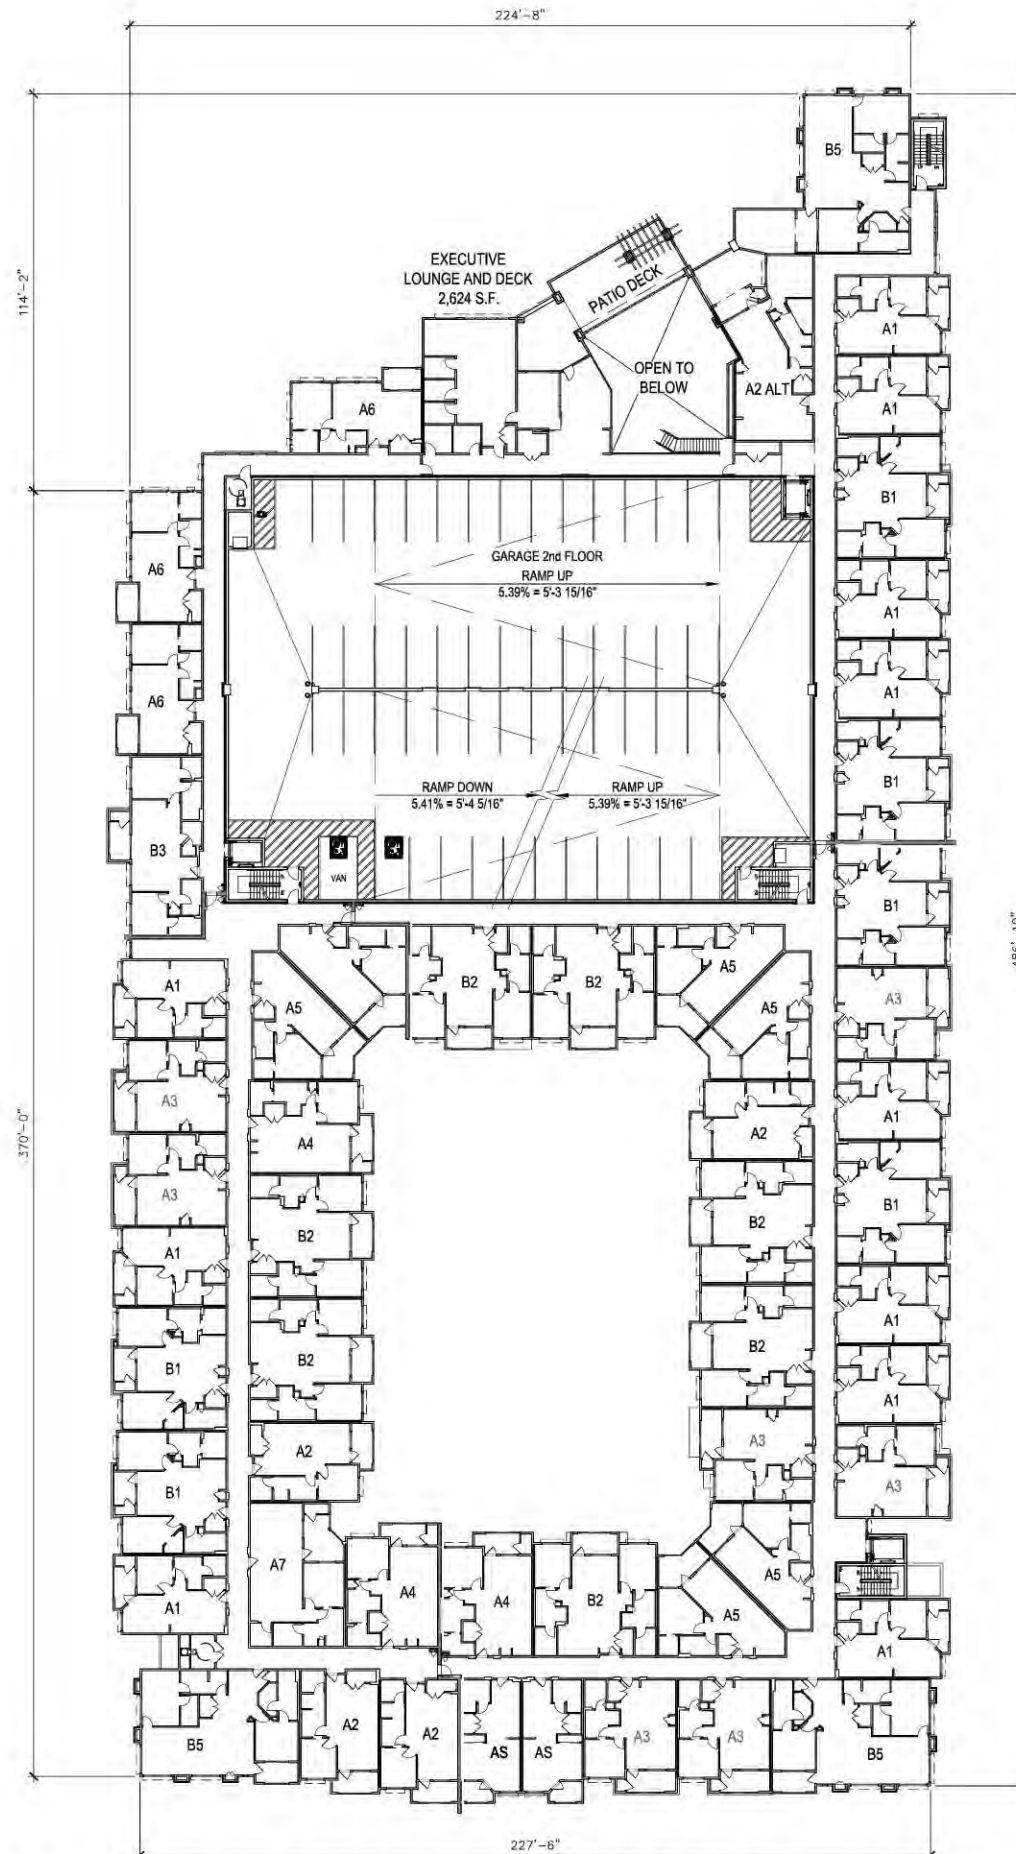 224'-8"
B5
114'-2"
EXECUTIVE
LOUNGE AND DECK
2,624 S.F.
PATIO DECK
A1
OPEN TO
BELOW
A2 ALT
A6
A1
B1
GARAGE 2nd FLOOR
RAMP UP
5.39% = 5'-3 15/16"
A6
A1
A6
A1
B1
RAMP DOWN
5.41% = 5'-4 5/16"
RAMP UP
5.39% = 5'-3 15/16"
B3
VAN
B1
486'-10"
A1
A5
B2
B2
A5
A5
A3
370'-0"
A3
A4
A2
A1
A3
B2
B2
B1
A1
B2
B2
A1
B1
A1
A2
A3
B1
A3
A7
A4
A4
B2
A5
A5
A1
A1
B5
A2
A2
AS
AS
A3
A3
B5
227'-6"